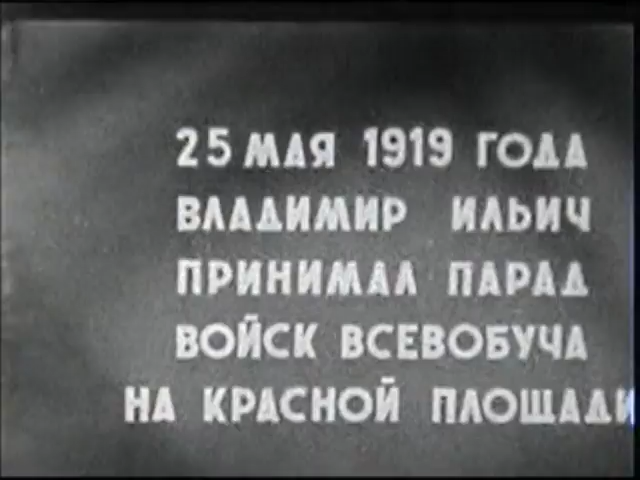 25 МАЯ 1919 ГОДА
ВЛАДИМИР ИЛЬИЧ
ПРИНИМАЛ ПАРАД
ВОЙСК ВСЕВОБУЧА
НА КРАСНОЙ ПЛОЩАДИ